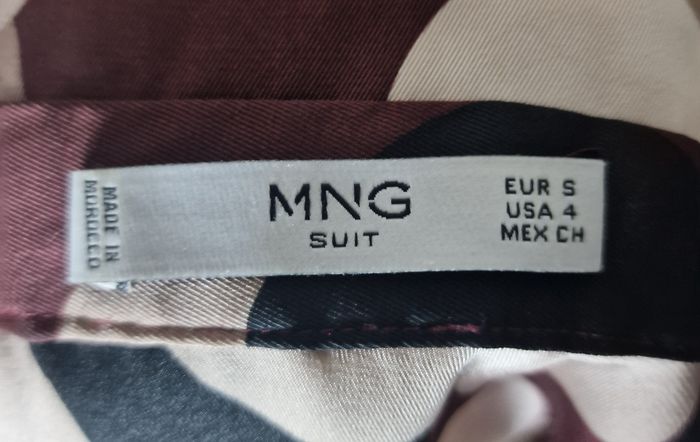 MADE IN
MOROCCO
MNG
SUIT
EUR S
USA 4
MEX CH